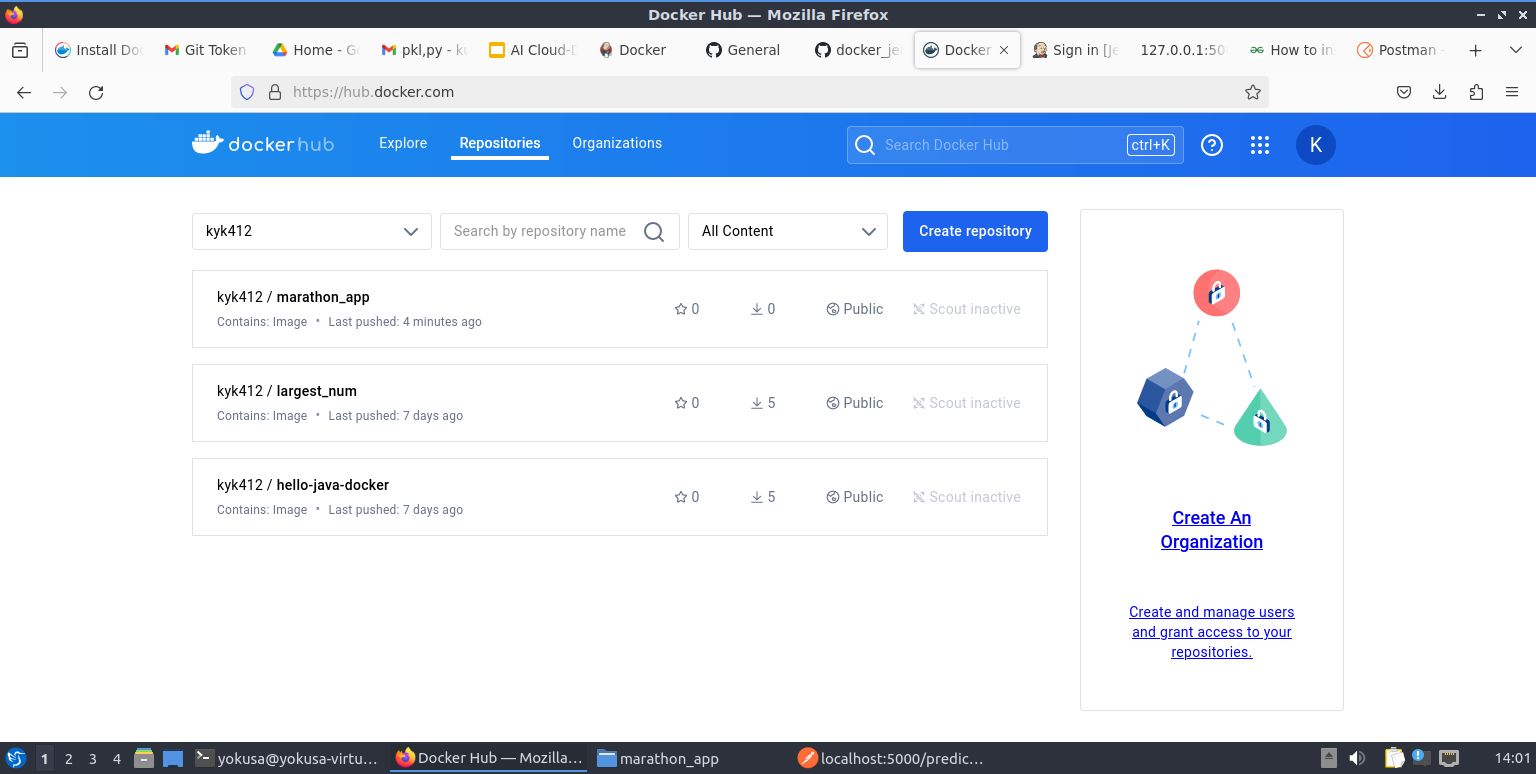 Docker Hub — Mozilla Firefox
Install Doc
Git Token
Home - Go
pkl,py - ku
AI Cloud-D
Docker
General
docker_je
Docker
Sign in [Je
127.0.0.1:500
How to ins
Postman -
https://hub.docker.com
dockerhub
Explore
Repositories
Organizations
Search Docker Hub
ctrl+K
K
kyk412
Search by repository name
All Content
Create repository
kyk412 / marathon_app
Contains: Image • Last pushed: 4 minutes ago
0
0
Public
Scout inactive
kyk412 / largest_num
Contains: Image • Last pushed: 7 days ago
0
5
Public
Scout inactive
kyk412 / hello-java-docker
Contains: Image • Last pushed: 7 days ago
0
5
Public
Scout inactive
Create An
Organization
Create and manage users
and grant access to your
repositories.
1
2
3
4
yokusa@yokusa-virtu...
Docker Hub — Mozilla...
marathon_app
localhost:5000/predic...
14:01